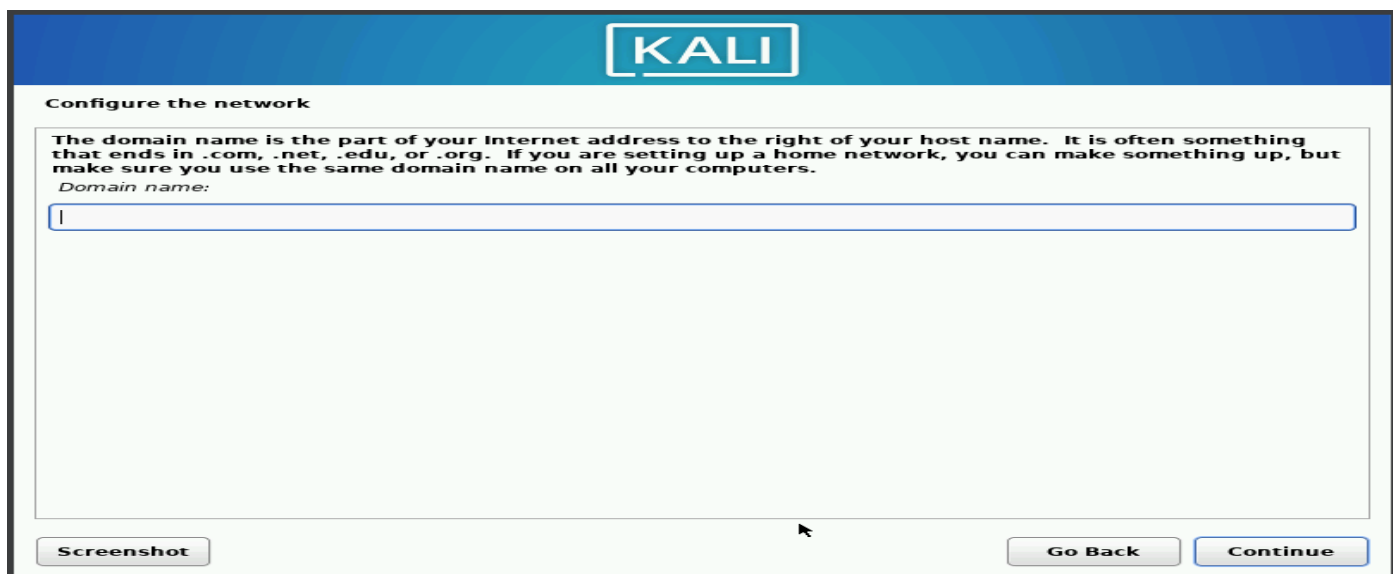 KALI
Configure the network
The domain name is the part of your Internet address to the right of your host name.  It is often something
that ends in .com, .net, .edu, or .org.  If you are setting up a home network, you can make something up, but
make sure you use the same domain name on all your computers.
Domain name:
Screenshot
Go Back
Continue